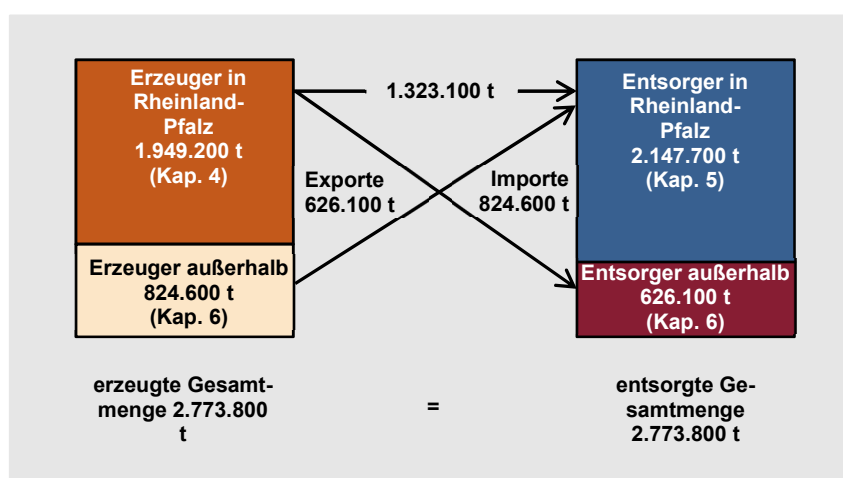 Erzeuger in
Rheinland-
Pfalz
1.949.200 t
(Kap. 4)
1.323.100 t
Entsorger in
Rheinland-
Pfalz
2.147.700 t
(Kap. 5)
Exporte
626.100 t
Importe
824.600 t
Erzeuger außerhalb
824.600 t
(Kap. 6)
Entsorger außerhalb
626.100 t
(Kap. 6)
erzeugte Gesamt-
menge 2.773.800
t
=
entsorgte Ge-
samtmenge
2.773.800 t